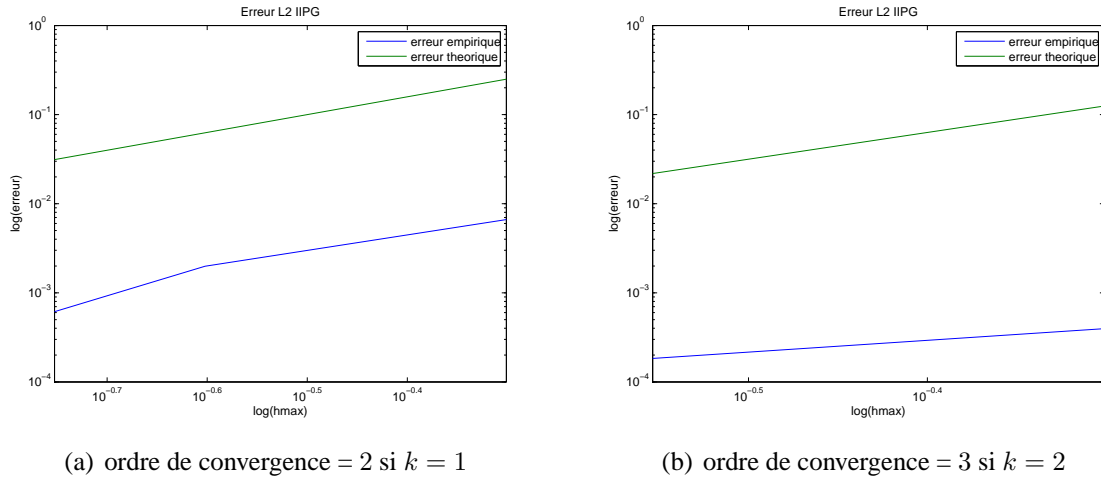 Erreur L2 IIPG
erreur empirique
erreur theorique
10^0
10^-1
10^-2
10^-3
10^-4
log(erreur)
10^-0.7
10^-0.6
10^-0.5
10^-0.4
log(hmax)
(a) ordre de convergence = 2 si k = 1
Erreur L2 IIPG
erreur empirique
erreur theorique
10^0
10^-1
10^-2
10^-3
10^-4
log(erreur)
10^-0.5
10^-0.4
log(hmax)
(b) ordre de convergence = 3 si k = 2